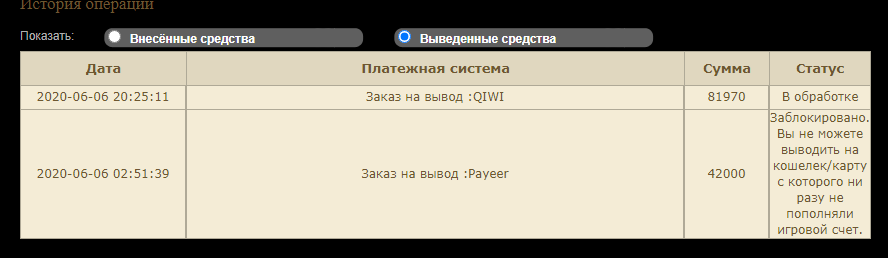 История операций
Показать: Внесённые средства Выведенные средства
Дата Платежная система Сумма Статус
2020-06-06 20:25:11 Заказ на вывод :QIWI 81970 В обработке
2020-06-06 02:51:39 Заказ на вывод :Payeer 42000 Заблокировано.
Вы не можете
выводить на
кошелек/карту
с которого ни
разу не
пополняли
игровой счет.